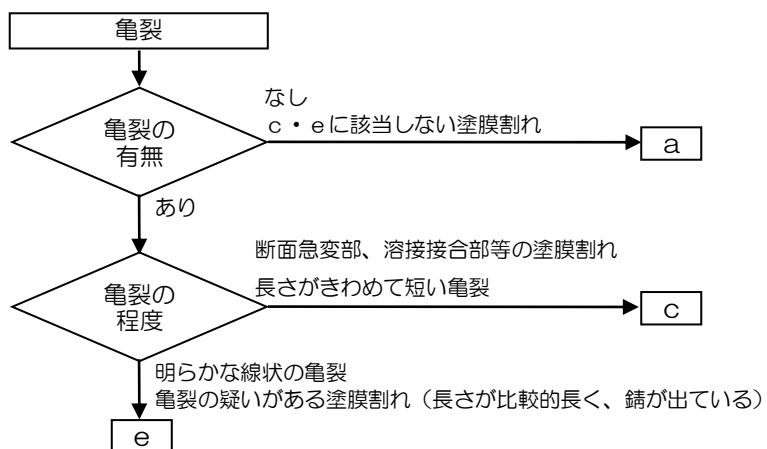 亀裂
亀裂の
有無
なし
c・eに該当しない塗膜割れ
a
あり
亀裂の
程度
断面急変部、溶接接合部等の塗膜割れ
長さがきわめて短い亀裂
c
明らかな線状の亀裂
亀裂の疑いがある塗膜割れ（長さが比較的長く、錆が出ている）
e